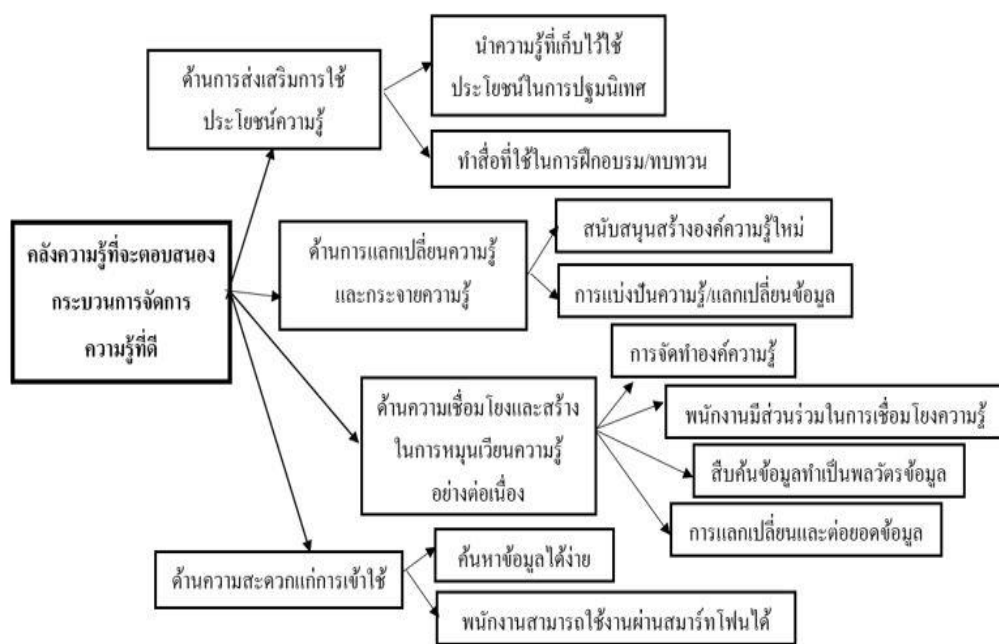 นำความรู้ที่เก็บไว้ใช้
ประโยชน์ในการปฐมนิเทศ
ด้านการส่งเสริมการใช้
ประโยชน์ความรู้
ทำสื่อที่ใช้ในการฝึกอบรม/ทบทวน
คลังความรู้ที่จะตอบสนอง
กระบวนการจัดการ
ความรู้ที่ดี
สนับสนุนสร้างองค์ความรู้ใหม่
ด้านการแลกเปลี่ยนความรู้
และกระจายความรู้
การแบ่งปันความรู้/แลกเปลี่ยนข้อมูล
การจัดทำองค์ความรู้
ด้านความเชื่อมโยงและสร้าง
ในการหมุนเวียนความรู้
อย่างต่อเนื่อง
พนักงานมีส่วนร่วมในการเชื่อมโยงความรู้
สืบค้นข้อมูลทำเป็นพลวัตรข้อมูล
การแลกเปลี่ยนและต่อยอดข้อมูล
ด้านความสะดวกแก่การเข้าใช้
ค้นหาข้อมูลได้ง่าย
พนักงานสามารถใช้งานผ่านสมาร์ทโฟนได้